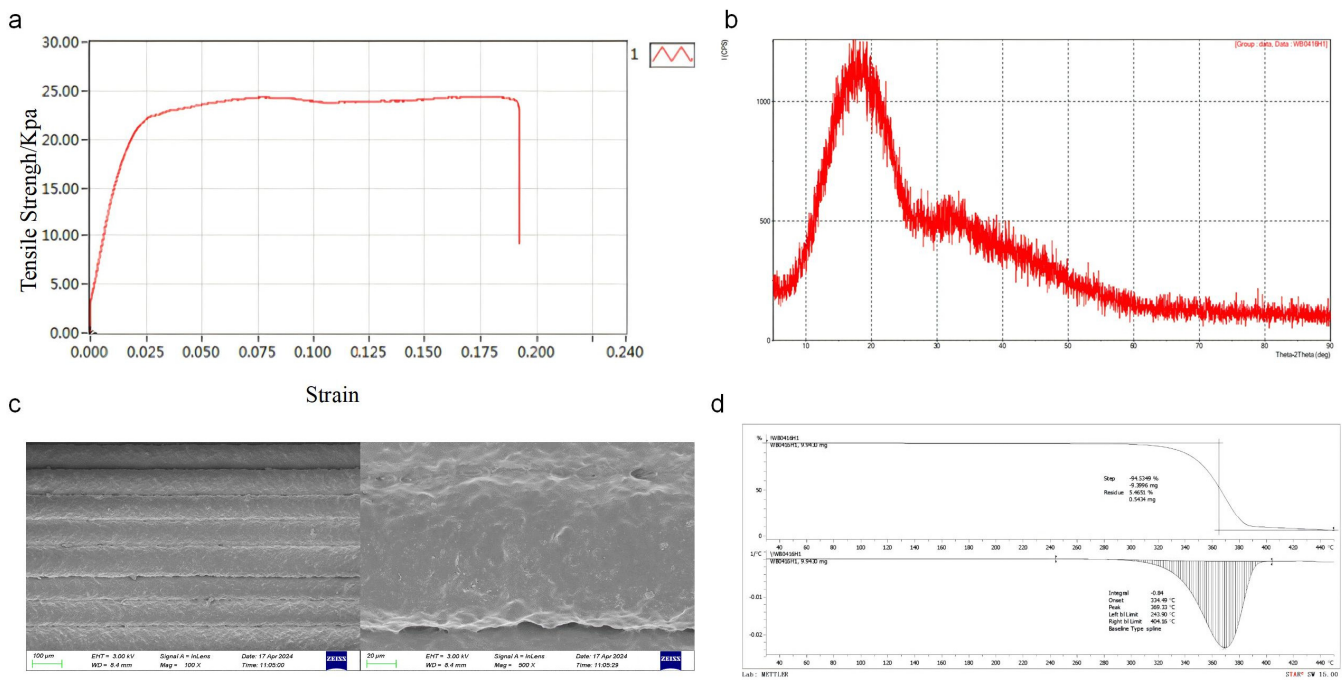 a
30.00
25.00
20.00
15.00
10.00
5.00
0.00
Tensile Strengh/Kpa
0.000 0.025 0.050 0.075 0.100 0.125 0.150 0.175 0.200 0.240
Strain
1
b
I (CPS)
[Group : data, Data : WB0416H1]
1000
500
0
10 20 30 40 50 60 70 80 90
Theta-2Theta (deg)
c
100 µm
EHT = 3.00 kV Signal A = InLens Date: 17 Apr 2024
WD = 8.4 mm Mag = 100 X Time: 11:05:00
ZEISS
20 µm
EHT = 3.00 kV Signal A = InLens Date: 17 Apr 2024
WD = 8.4 mm Mag = 500 X Time: 11:05:29
ZEISS
d
%
WB0416H1
WB0416H1, 9.9430 mg
50
0
Step -94.5349 %
-9.3996 mg
Residue 5.4651 %
0.5434 mg
40 60 80 100 120 140 160 180 200 220 240 260 280 300 320 340 360 380 400 420 440 °C
1/°C
WB0416H1
WB0416H1, 9.9430 mg
-0.01
-0.02
Integral -0.84
Onset 334.49 °C
Peak 369.33 °C
Left bl Limit 243.90 °C
Right bl Limit 404.16 °C
Baseline Type spline
40 60 80 100 120 140 160 180 200 220 240 260 280 300 320 340 360 380 400 420 440 °C
Lab: METTLER
STAR® SW 15.00